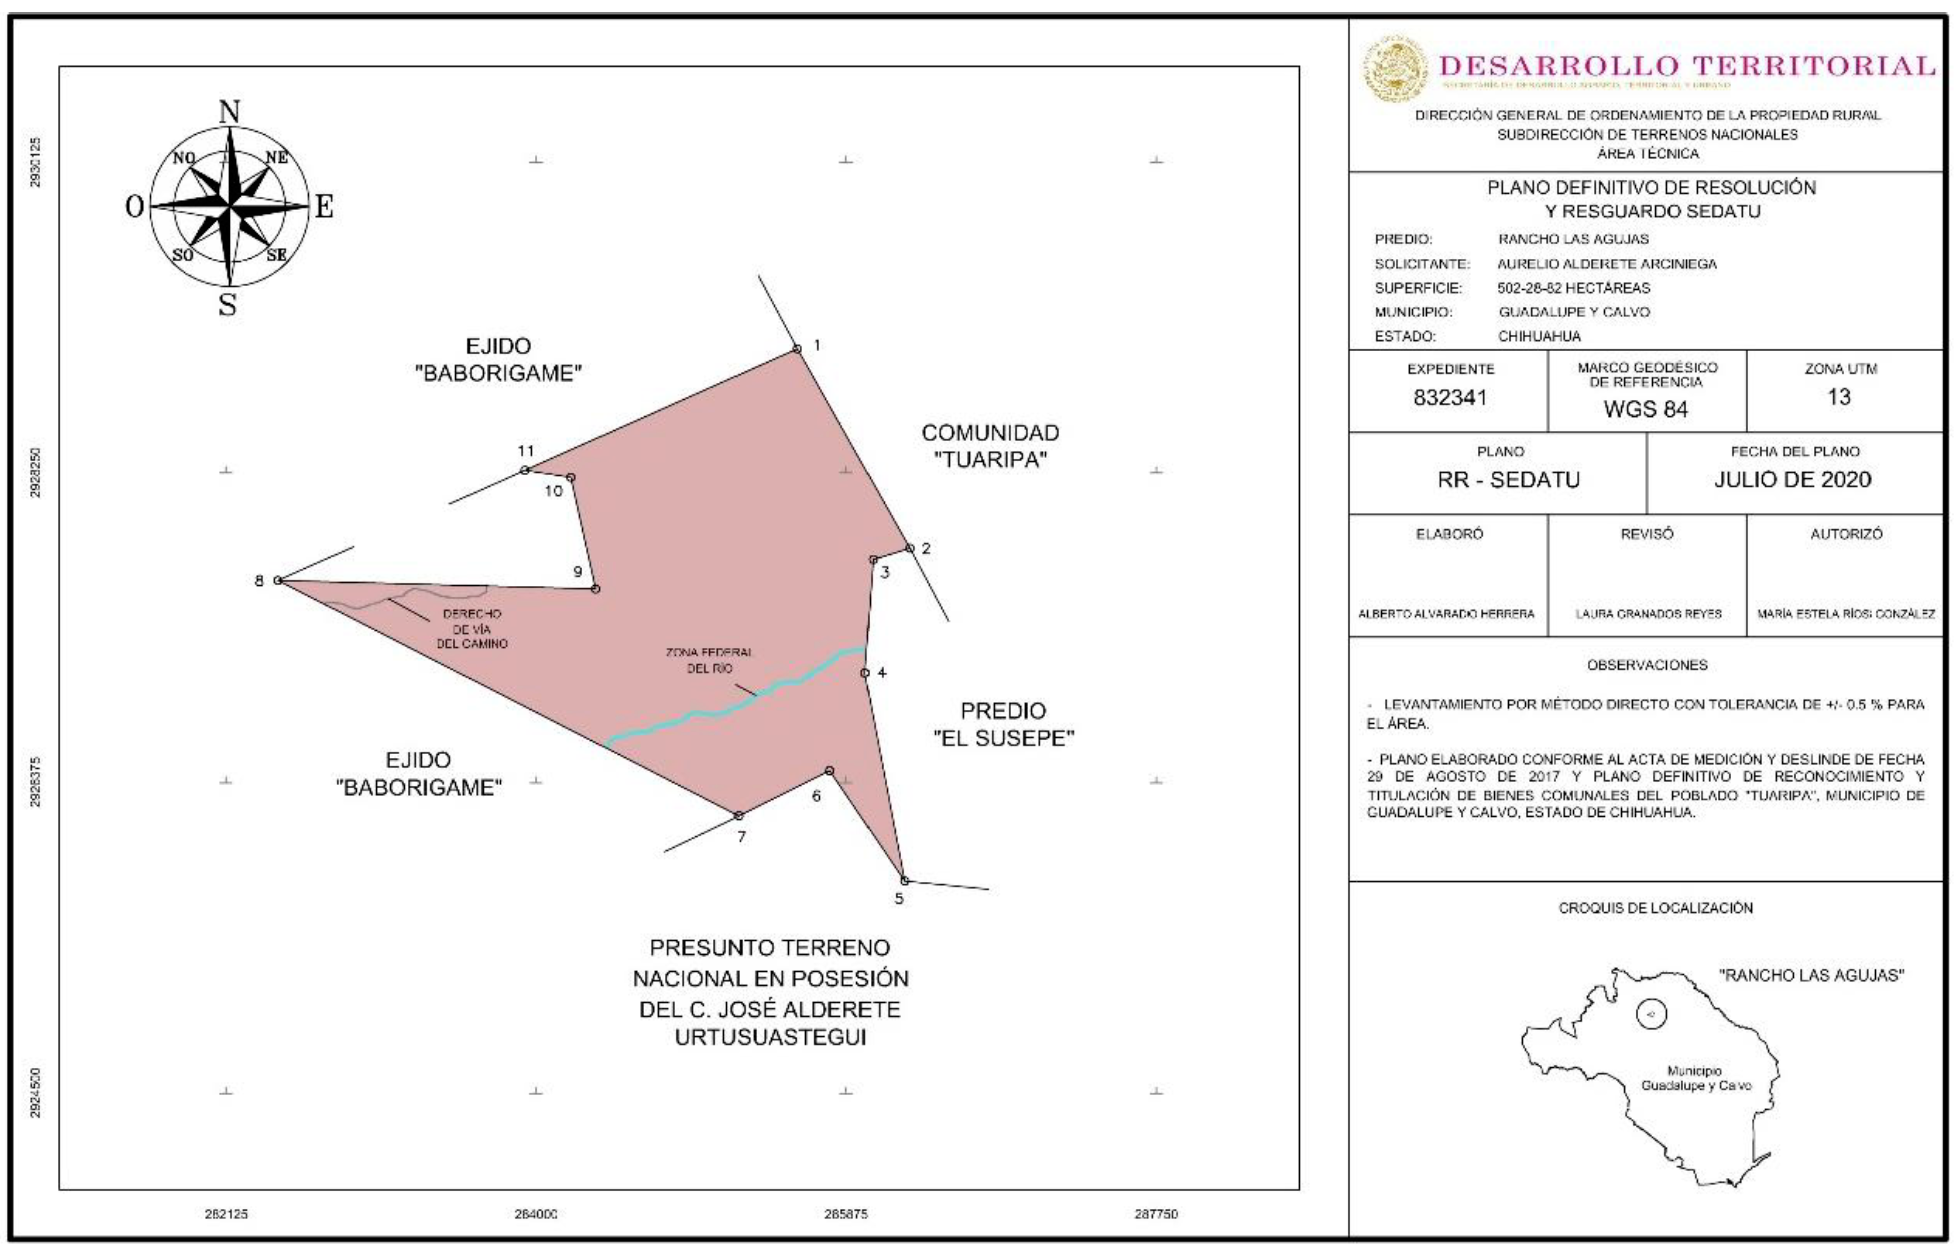 N
NO
NE
O
E
SO
SE
S
2930125
2928250
2926375
2924500
282125
284000
285875
287750
EJIDO
"BABORIGAME"
COMUNIDAD
"TUARIPA"
1
2
3
4
5
6
7
8
9
10
11
DERECHO
DE VÍA
DEL CAMINO
ZONA FEDERAL
DEL RÍO
PREDIO
"EL SUSEPE"
EJIDO
"BABORIGAME"
PRESUNTO TERRENO
NACIONAL EN POSESIÓN
DEL C. JOSÉ ALDERETE
URTUSUASTEGUI
DESARROLLO TERRITORIAL
SECRETARÍA DE DESARROLLO AGRARIO, TERRITORIAL Y URBANO
DIRECCIÓN GENERAL DE ORDENAMIENTO DE LA PROPIEDAD RURAL
SUBDIRECCIÓN DE TERRENOS NACIONALES
ÁREA TÉCNICA
PLANO DEFINITIVO DE RESOLUCIÓN
Y RESGUARDO SEDATU
PREDIO: RANCHO LAS AGUJAS
SOLICITANTE: AURELIO ALDERETE ARCINIEGA
SUPERFICIE: 502-28-82 HECTÁREAS
MUNICIPIO: GUADALUPE Y CALVO
ESTADO: CHIHUAHUA
EXPEDIENTE
832341
MARCO GEODÉSICO
DE REFERENCIA
WGS 84
ZONA UTM
13
PLANO
RR - SEDATU
FECHA DEL PLANO
JULIO DE 2020
ELABORÓ
ALBERTO ALVARADO HERRERA
REVISÓ
LAURA GRANADOS REYES
AUTORIZÓ
MARÍA ESTELA RÍOS GONZÁLEZ
OBSERVACIONES
- LEVANTAMIENTO POR MÉTODO DIRECTO CON TOLERANCIA DE +/- 0.5 % PARA
EL ÁREA.
- PLANO ELABORADO CONFORME AL ACTA DE MEDICIÓN Y DESLINDE DE FECHA
29 DE AGOSTO DE 2017 Y PLANO DEFINITIVO DE RECONOCIMIENTO Y
TITULACIÓN DE BIENES COMUNALES DEL POBLADO "TUARIPA", MUNICIPIO DE
GUADALUPE Y CALVO, ESTADO DE CHIHUAHUA.
CROQUIS DE LOCALIZACIÓN
"RANCHO LAS AGUJAS"
Municipio
Guadalupe y Calvo